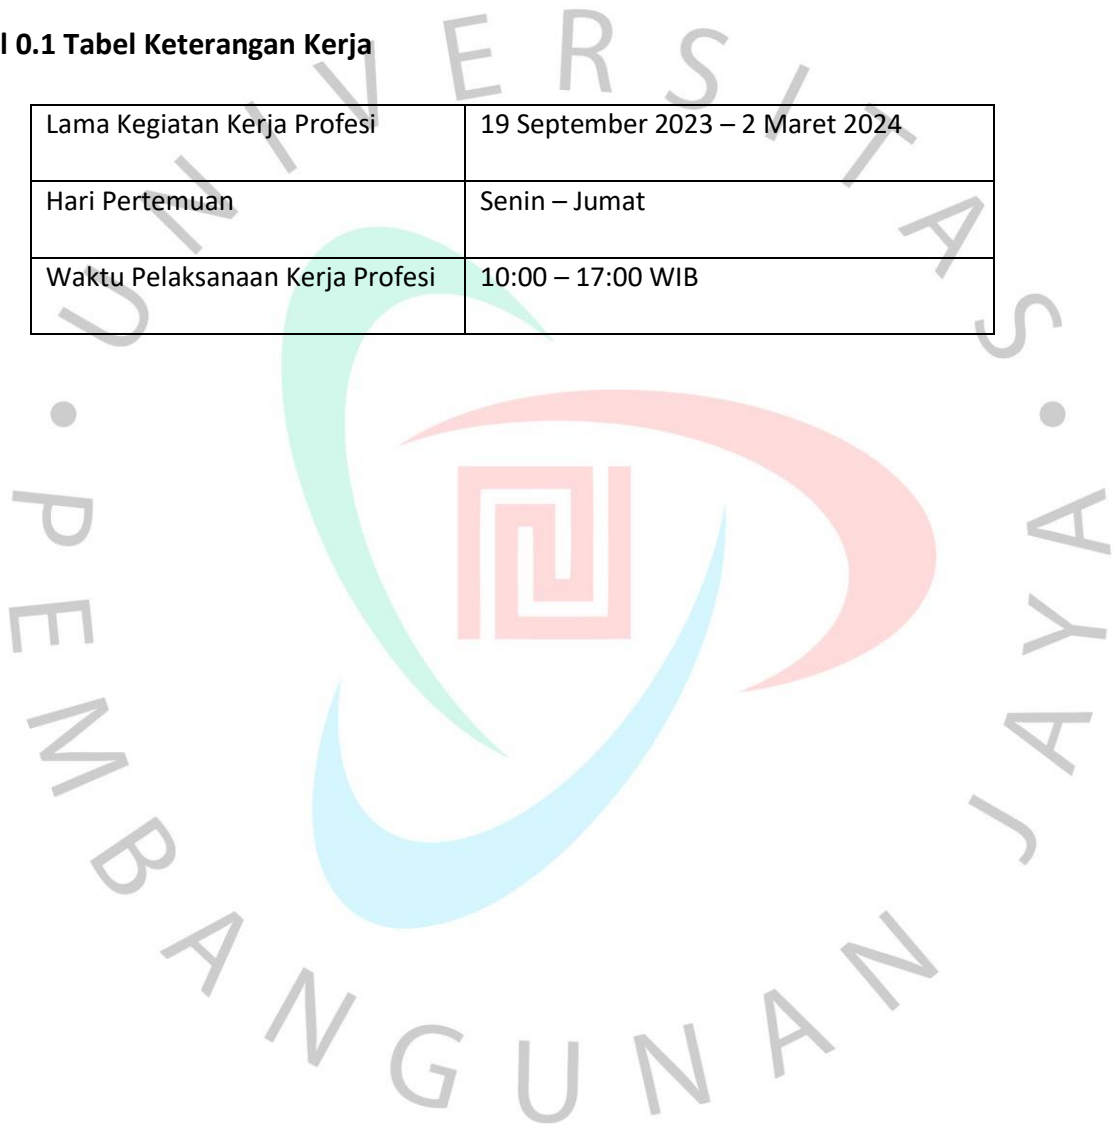 l 0.1 Tabel Keterangan Kerja
Lama Kegiatan Kerja Profesi 19 September 2023 – 2 Maret 2024
Hari Pertemuan Senin – Jumat
Waktu Pelaksanaan Kerja Profesi 10:00 – 17:00 WIB
UNIVERSITAS • PEMBANGUNAN JAYA •